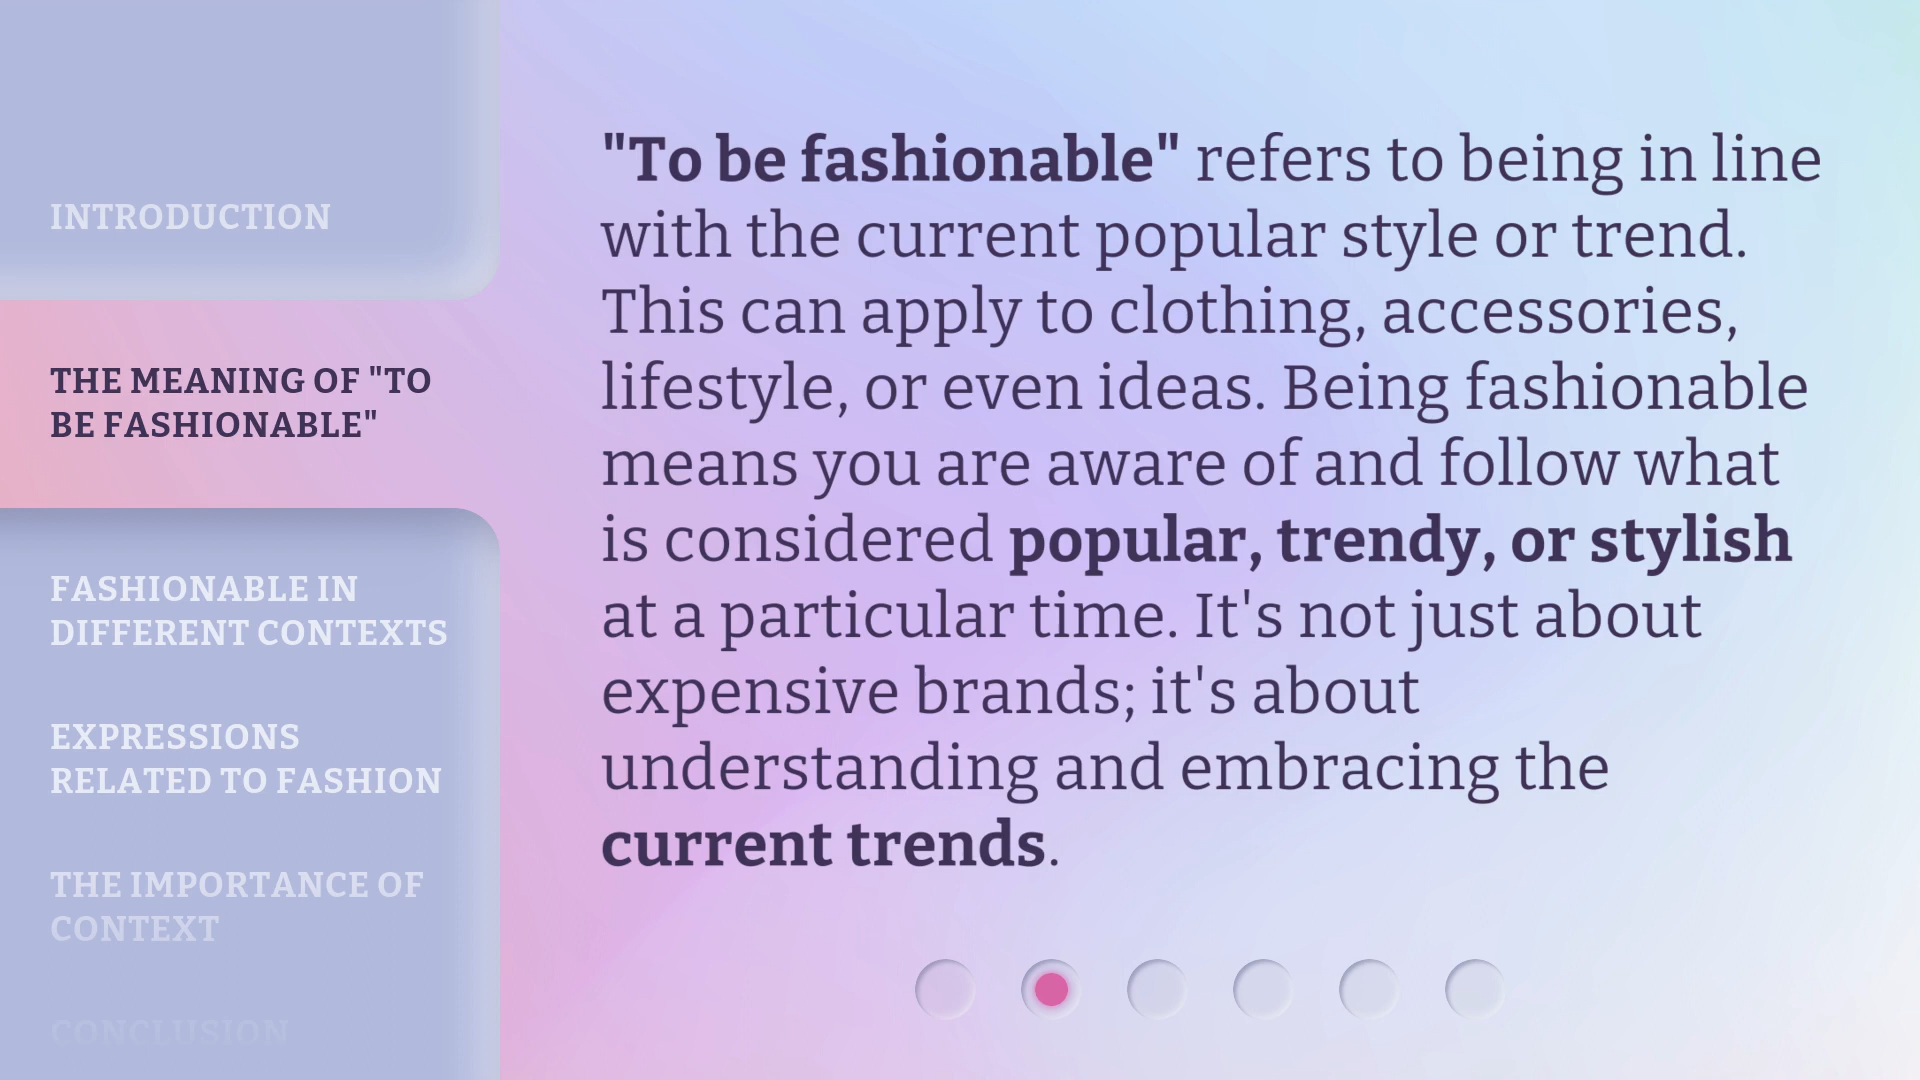 INTRODUCTION
THE MEANING OF "TO
BE FASHIONABLE"
FASHIONABLE IN
DIFFERENT CONTEXTS
EXPRESSIONS
RELATED TO FASHION
THE IMPORTANCE OF
CONTEXT
CONCLUSION
"To be fashionable" refers to being in line
with the current popular style or trend.
This can apply to clothing, accessories,
lifestyle, or even ideas. Being fashionable
means you are aware of and follow what
is considered popular, trendy, or stylish
at a particular time. It's not just about
expensive brands; it's about
understanding and embracing the
current trends.